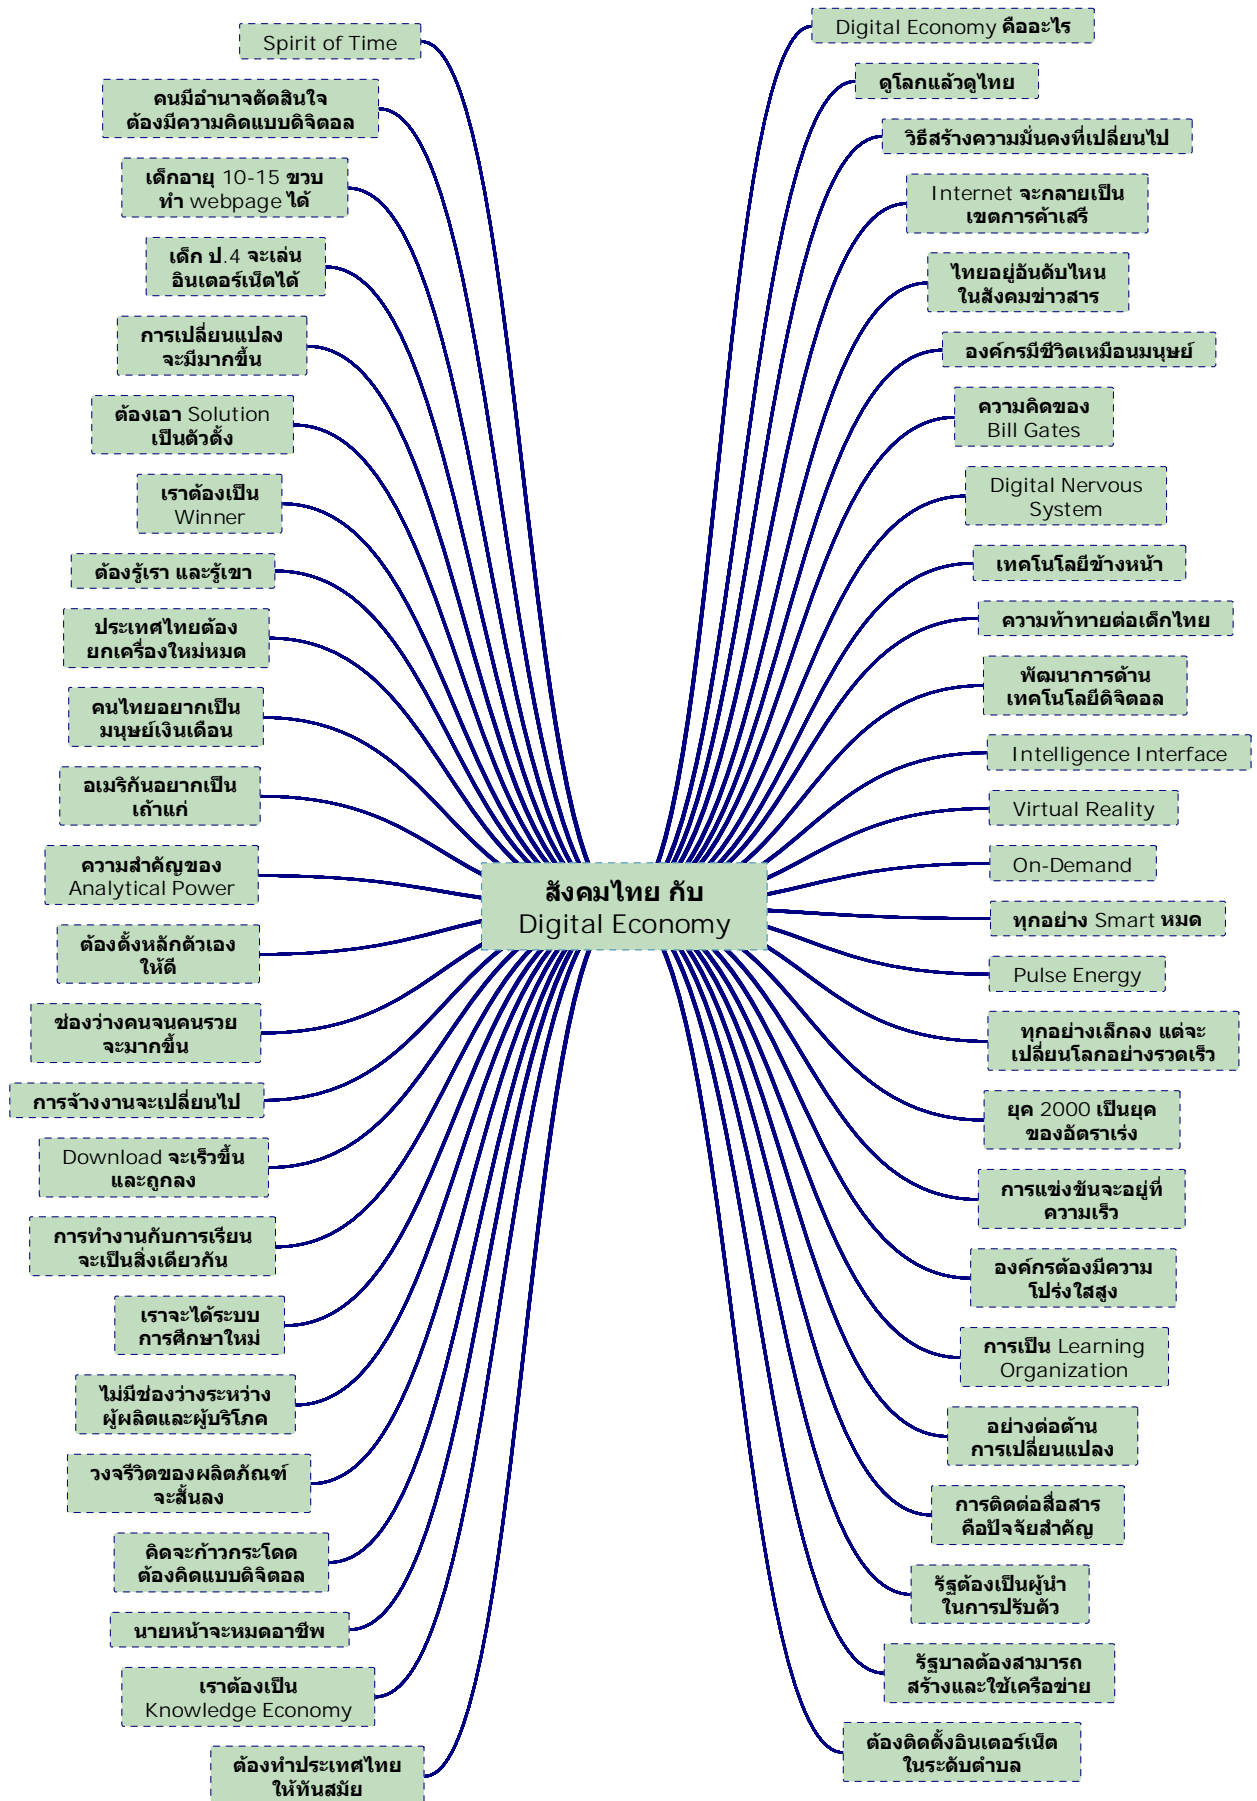 สังคมไทย กับ
Digital Economy
Digital Economy คืออะไร
ดูโลกแล้วดูไทย
วิธีสร้างความมั่นคงที่เปลี่ยนไป
Internet จะกลายเป็น
เขตการค้าเสรี
ไทยอยู่อันดับไหน
ในสังคมข่าวสาร
องค์กรมีชีวิตเหมือนมนุษย์
ความคิดของ
Bill Gates
Digital Nervous
System
เทคโนโลยีข้างหน้า
ความท้าทายต่อเด็กไทย
พัฒนาการด้าน
เทคโนโลยีดิจิตอล
Intelligence Interface
Virtual Reality
On-Demand
ทุกอย่าง Smart หมด
Pulse Energy
ทุกอย่างเล็กลง แต่จะ
เปลี่ยนโลกอย่างรวดเร็ว
ยุค 2000 เป็นยุค
ของอัตราเร่ง
การแข่งขันจะอยู่ที่
ความเร็ว
องค์กรต้องมีความ
โปร่งใสสูง
การเป็น Learning
Organization
อย่างต่อต้าน
การเปลี่ยนแปลง
การติดต่อสื่อสาร
คือปัจจัยสำคัญ
รัฐต้องเป็นผู้นำ
ในการปรับตัว
รัฐบาลต้องสามารถ
สร้างและใช้เครือข่าย
ต้องติดตั้งอินเตอร์เน็ต
ในระดับตำบล
Spirit of Time
คนมีอำนาจตัดสินใจ
ต้องมีความคิดแบบดิจิตอล
เด็กอายุ 10-15 ขวบ
ทำ webpage ได้
เด็ก ป.4 จะเล่น
อินเตอร์เน็ตได้
การเปลี่ยนแปลง
จะมีมากขึ้น
ต้องเอา Solution
เป็นตัวตั้ง
เราต้องเป็น
Winner
ต้องรู้เรา และรู้เขา
ประเทศไทยต้อง
ยกเครื่องใหม่หมด
คนไทยอยากเป็น
มนุษย์เงินเดือน
อเมริกันอยากเป็น
เถ้าแก่
ความสำคัญของ
Analytical Power
ต้องตั้งหลักตัวเอง
ให้ดี
ช่องว่างคนจนคนรวย
จะมากขึ้น
การจ้างงานจะเปลี่ยนไป
Download จะเร็วขึ้น
และถูกลง
การทำงานกับการเรียน
จะเป็นสิ่งเดียวกัน
เราจะได้ระบบ
การศึกษาใหม่
ไม่มีช่องว่างระหว่าง
ผู้ผลิตและผู้บริโภค
วงจรีวิตของผลิตภัณฑ์
จะสั้นลง
คิดจะก้าวกระโดด
ต้องคิดแบบดิจิตอล
นายหน้าจะหมดอาชีพ
เราต้องเป็น
Knowledge Economy
ต้องทำประเทศไทย
ให้ทันสมัย